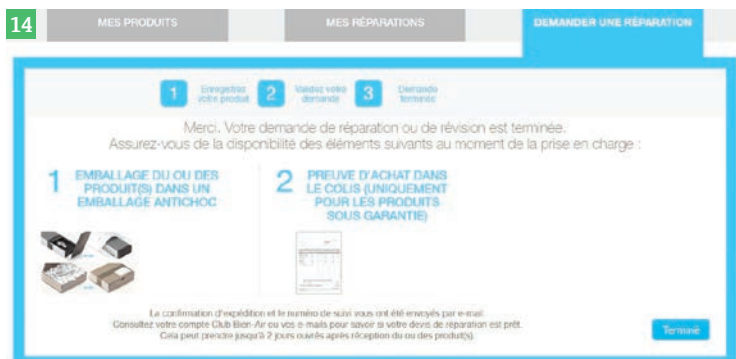 14
MES PRODUITS
MES RÉPARATIONS
DEMANDER UNE RÉPARATION
1 Enregistrez votre produit
2 Validez votre demande
3 Demande terminée
Merci. Votre demande de réparation ou de révision est terminée.
Assurez-vous de la disponibilité des éléments suivants au moment de la prise en charge :
1 EMBALLAGE DU OU DES
PRODUIT(S) DANS UN
EMBALLAGE ANTICHOC
2 PREUVE D'ACHAT DANS
LE COLIS (UNIQUEMENT
POUR LES PRODUITS
SOUS GARANTIE)
La confirmation d'expédition et le numéro de suivi vous ont été envoyés par e-mail.
Consultez votre compte Club Bien-Air ou vos e-mails pour savoir si votre devis de réparation est prêt.
Cela peut prendre jusqu'à 2 jours ouvrés après réception du ou des produit(s).
Terminé